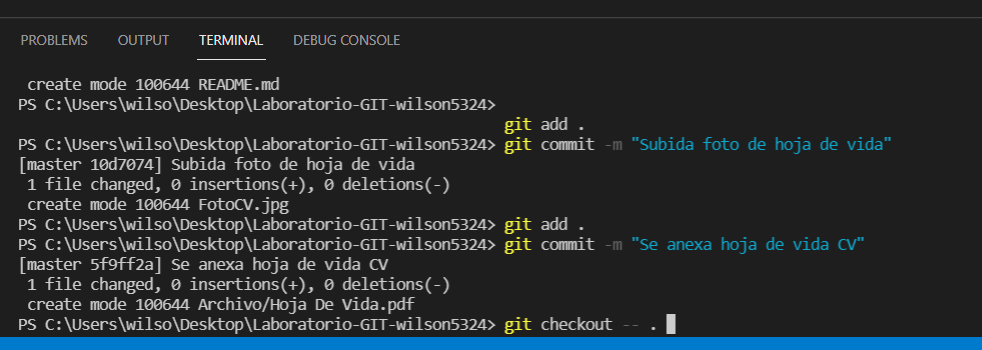 PROBLEMS OUTPUT TERMINAL DEBUG CONSOLE
create mode 100644 README.md
PS C:\Users\wilso\Desktop\Laboratorio-GIT-wilson5324>
git add .
PS C:\Users\wilso\Desktop\Laboratorio-GIT-wilson5324> git commit -m "Subida foto de hoja de vida"
[master 10d7074] Subida foto de hoja de vida
1 file changed, 0 insertions(+), 0 deletions(-)
create mode 100644 FotoCV.jpg
PS C:\Users\wilso\Desktop\Laboratorio-GIT-wilson5324> git add .
PS C:\Users\wilso\Desktop\Laboratorio-GIT-wilson5324> git commit -m "Se anexa hoja de vida CV"
[master 5f9ff2a] Se anexa hoja de vida CV
1 file changed, 0 insertions(+), 0 deletions(-)
create mode 100644 Archivo/Hoja De Vida.pdf
PS C:\Users\wilso\Desktop\Laboratorio-GIT-wilson5324> git checkout -- .